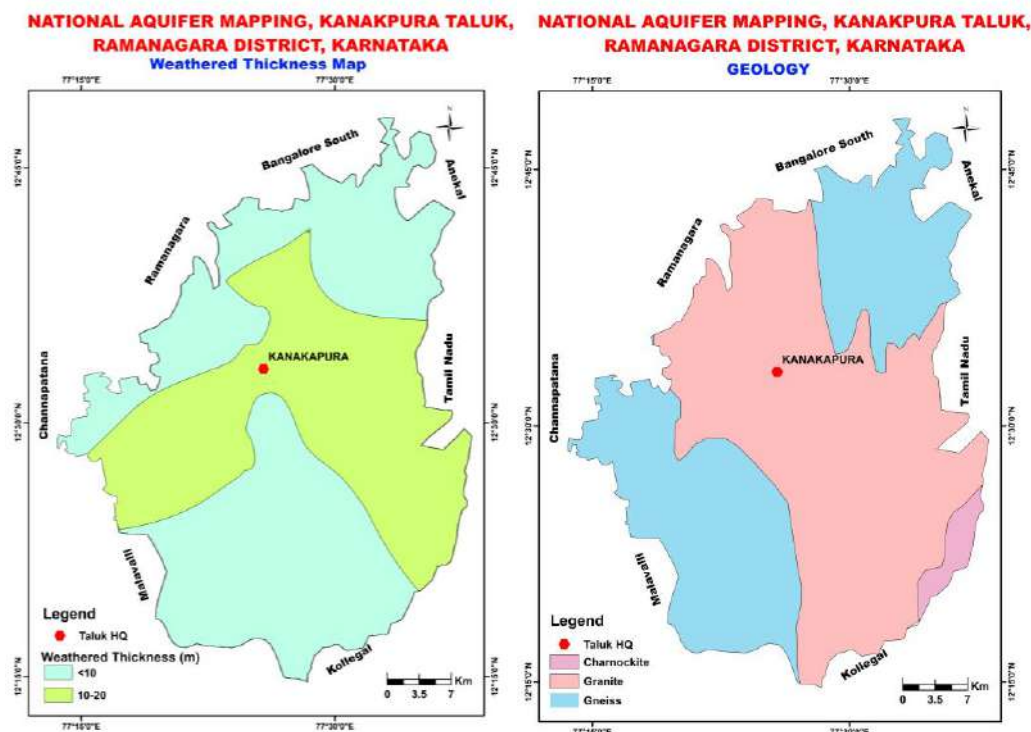 NATIONAL AQUIFER MAPPING, KANAKPURA TALUK,
RAMANAGARA DISTRICT, KARNATAKA
Weathered Thickness Map
77°15'0"E
77°30'0"E
N
Bangalore South
Anekal
12°45'0"N
12°45'0"N
Ramanagara
KANAKAPURA
Channapatana
Tamil Nadu
12°30'0"N
12°30'0"N
Malavalli
Kollegal
Legend
Taluk HQ
Weathered Thickness (m)
<10
10-20
Km
0 3.5 7
12°15'0"N
12°15'0"N
77°15'0"E
77°30'0"E
NATIONAL AQUIFER MAPPING, KANAKPURA TALUK,
RAMANAGARA DISTRICT, KARNATAKA
GEOLOGY
77°15'0"E
77°30'0"E
N
Bangalore South
Anekal
12°45'0"N
12°45'0"N
Ramanagara
KANAKAPURA
Channapatana
Tamil Nadu
12°30'0"N
12°30'0"N
Malavalli
Kollegal
Legend
Taluk HQ
Charnockite
Granite
Gneiss
Km
0 3.5 7
12°15'0"N
12°15'0"N
77°15'0"E
77°30'0"E